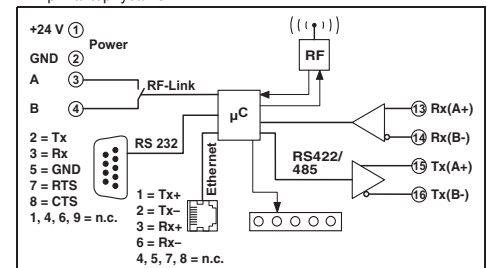 +24 V 1
Power
GND 2
A 3
RF-Link
B 4
RF
µC
13 Rx(A+)
14 Rx(B-)
RS422/
485
15 Tx(A+)
16 Tx(B-)
2 = Tx
3 = Rx
5 = GND
7 = RTS
8 = CTS
1, 4, 6, 9 = n.c.
RS 232
Ethernet
1 = Tx+
2 = Tx–
3 = Rx+
6 = Rx–
4, 5, 7, 8 = n.c.